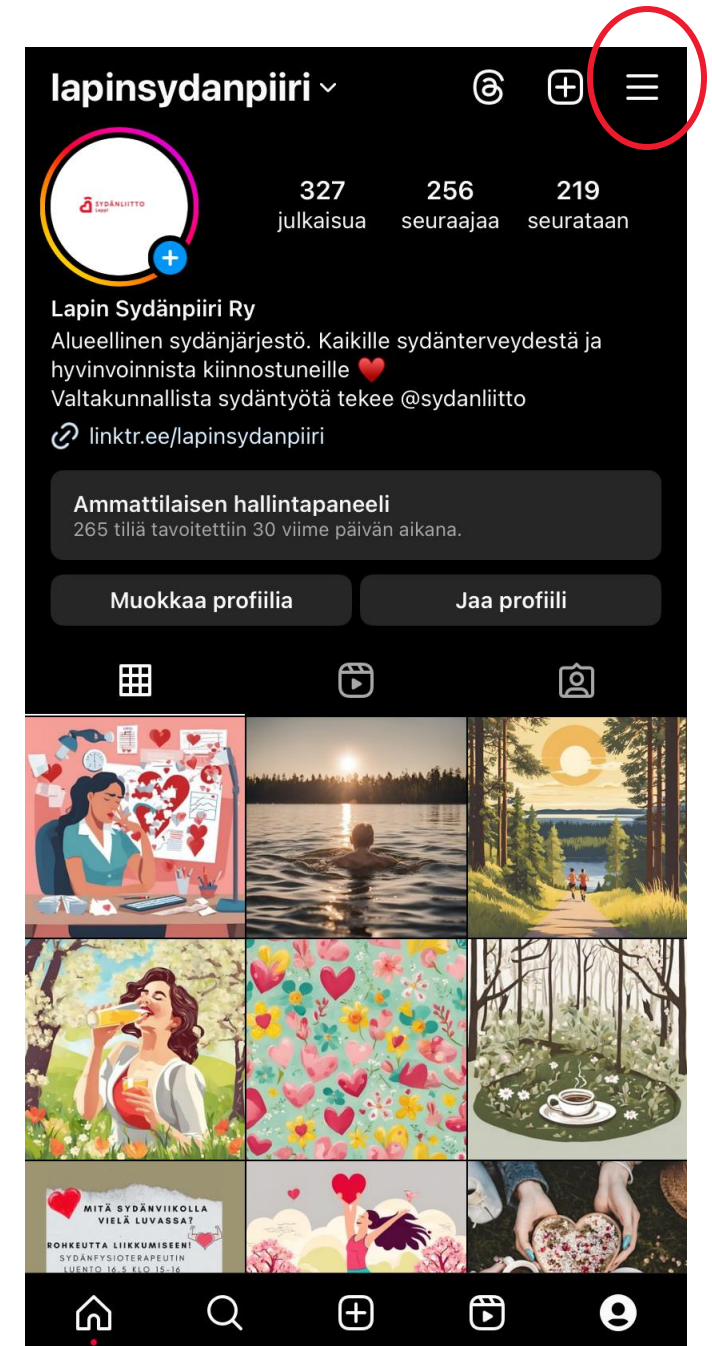 lapinsydanpiiri
SYDÄNLIITTO
Lappi
327
julkaisua
256
seuraajaa
219
seurataan
Lapin Sydänpiiri Ry
Alueellinen sydänjärjestö. Kaikille sydänterveydestä ja
hyvinvoinnista kiinnostuneille
Valtakunnallista sydäntyötä tekee @sydanliitto
linktr.ee/lapinsydanpiiri
Ammattilaisen hallintapaneeli
265 tiliä tavoitettiin 30 viime päivän aikana.
Muokkaa profiilia
Jaa profiili
MITÄ SYDÄNVIIKOLLA
VIELÄ LUVASSA?
ROHKEUTTA LIIKKUMISEEN!
SYDÄNFYSIOTERAPEUTIN
LUENTO 16.5 KLO 15-16